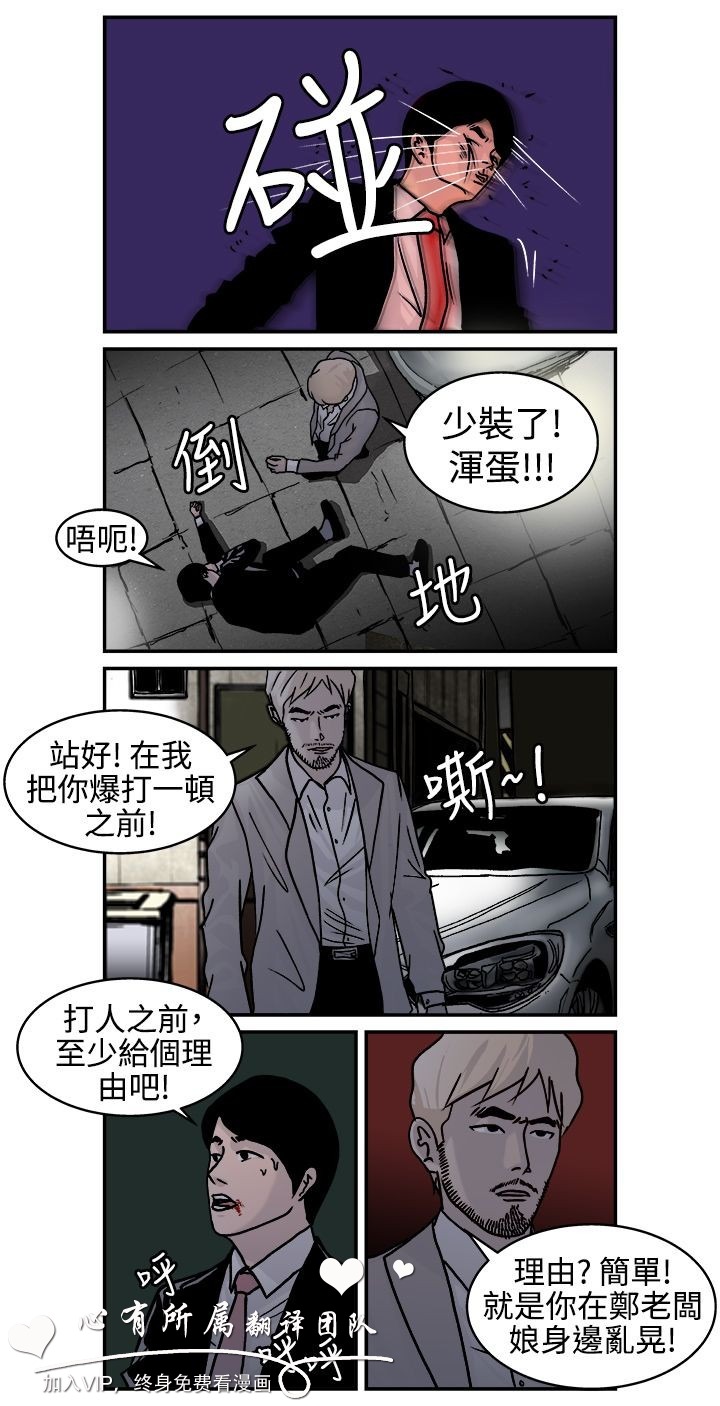 碰
少裝了!
渾蛋!!!
倒
唔呃!
地
站好! 在我
把你爆打一頓
之前!
嘶~!
打人之前,
至少給個理
由吧!
理由? 簡單!
就是你在鄭老闆
娘身邊亂晃!
呼
呼呼
心有所属翻译团队
加入VIP，终身免费看漫画